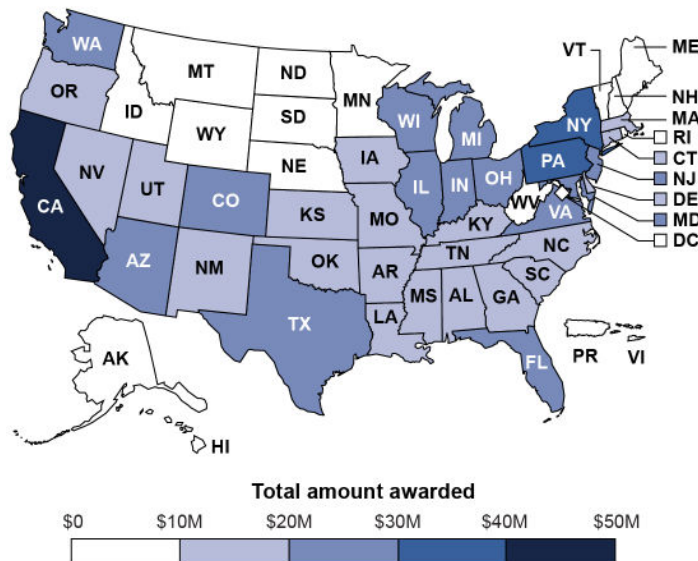 WA
MT
ND
MN
VT
ME
OR
ID
SD
WI
MI
NY
NH
MA
RI
WY
NE
IA
PA
CT
NJ
NV
UT
CO
IL
IN
OH
DE
MD
DC
CA
KS
MO
KY
WV
VA
AZ
NM
OK
AR
TN
NC
SC
TX
LA
MS
AL
GA
FL
PR
VI
AK
HI
Total amount awarded
$0 $10M $20M $30M $40M $50M